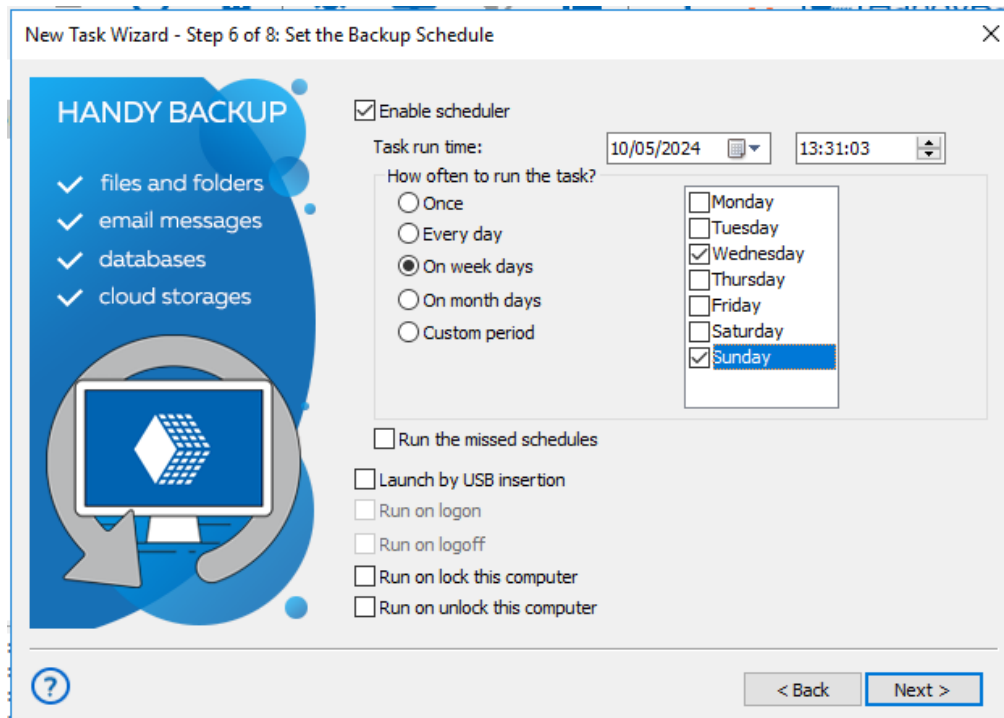 New Task Wizard - Step 6 of 8: Set the Backup Schedule
HANDY BACKUP
files and folders
email messages
databases
cloud storages
Enable scheduler
Task run time: 10/05/2024 13:31:03
How often to run the task?
Once
Every day
On week days
On month days
Custom period
Monday
Tuesday
Wednesday
Thursday
Friday
Saturday
Sunday
Run the missed schedules
Launch by USB insertion
Run on logon
Run on logoff
Run on lock this computer
Run on unlock this computer
?
< Back Next >